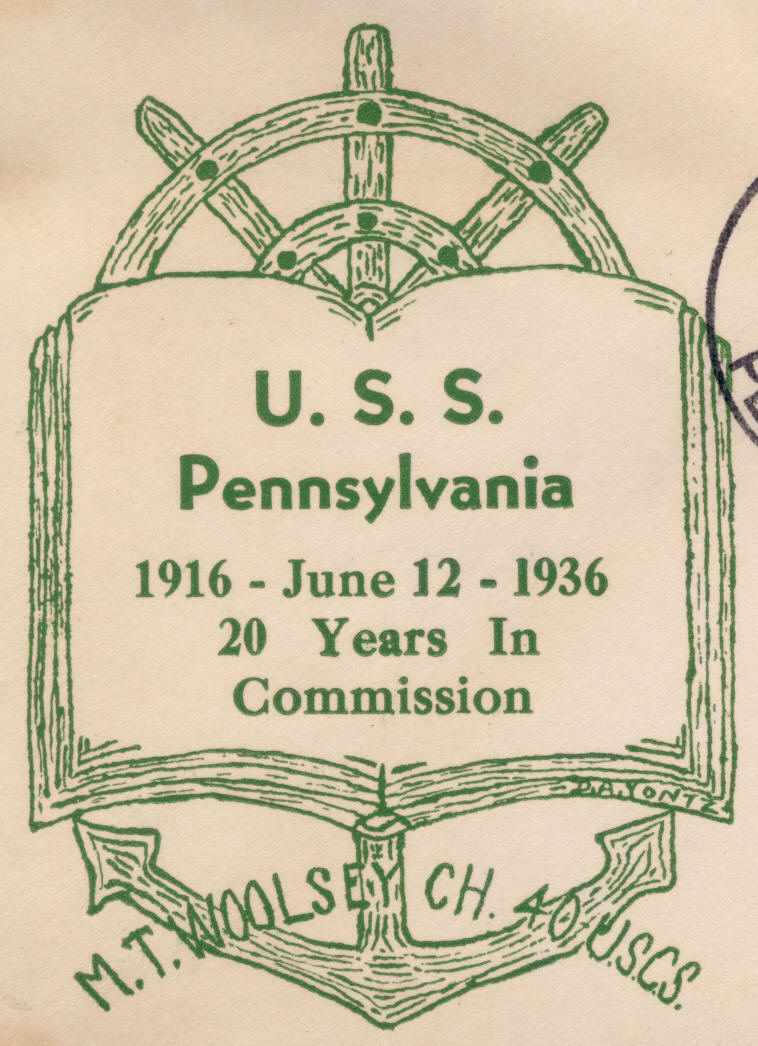 U. S. S.
Pennsylvania
1916 - June 12 - 1936
20 Years In
Commission
D.A.YONTZ
M.T. WOOLSEY CH. 40 U.S.C.S.